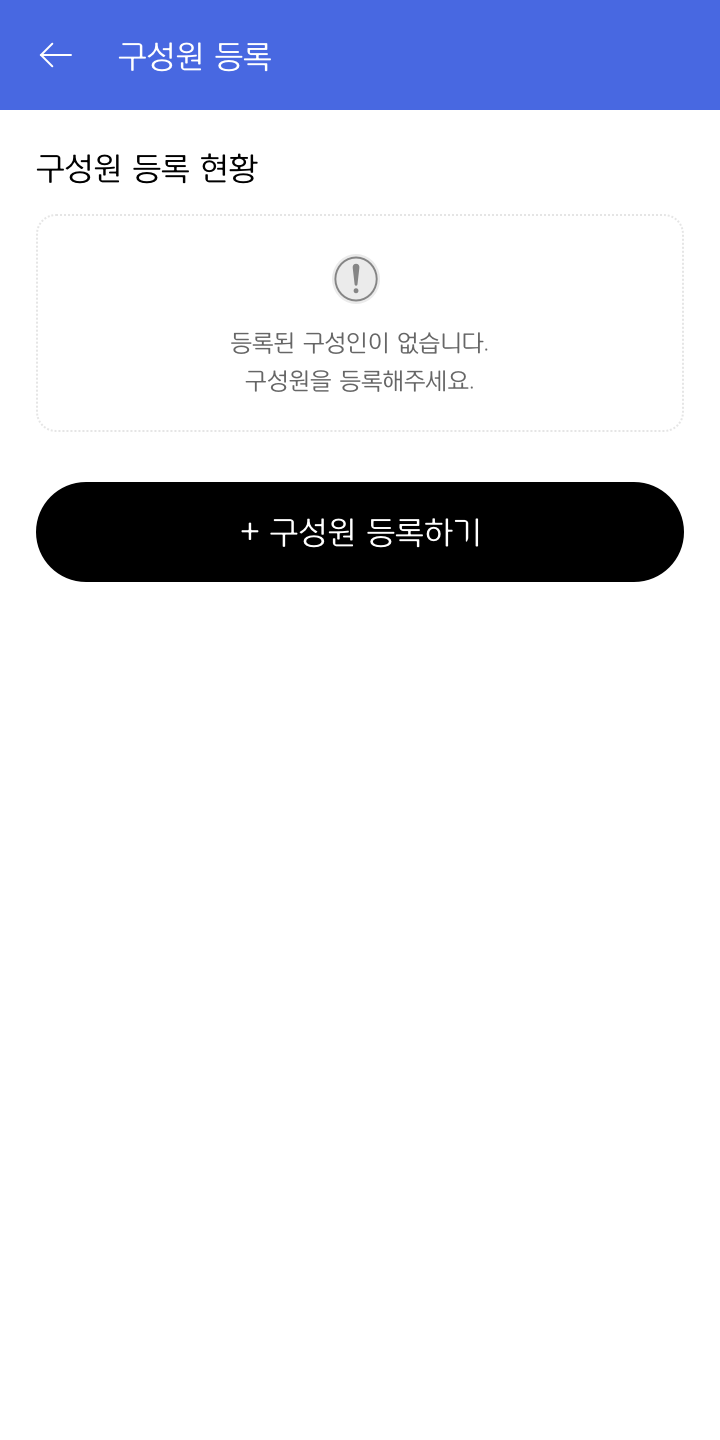 구성원 등록
구성원 등록 현황
등록된 구성인이 없습니다.
구성원을 등록해주세요.
+ 구성원 등록하기